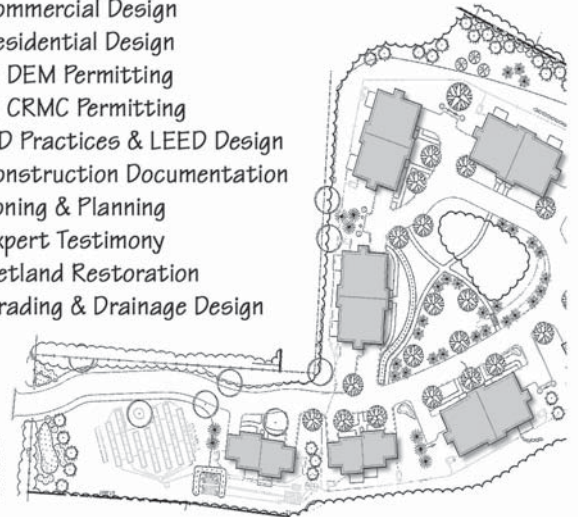 ommercial Design
esidential Design
DEM Permitting
CRMC Permitting
D Practices & LEED Design
onstruction Documentation
oning & Planning
xpert Testimony
etland Restoration
rading & Drainage Design